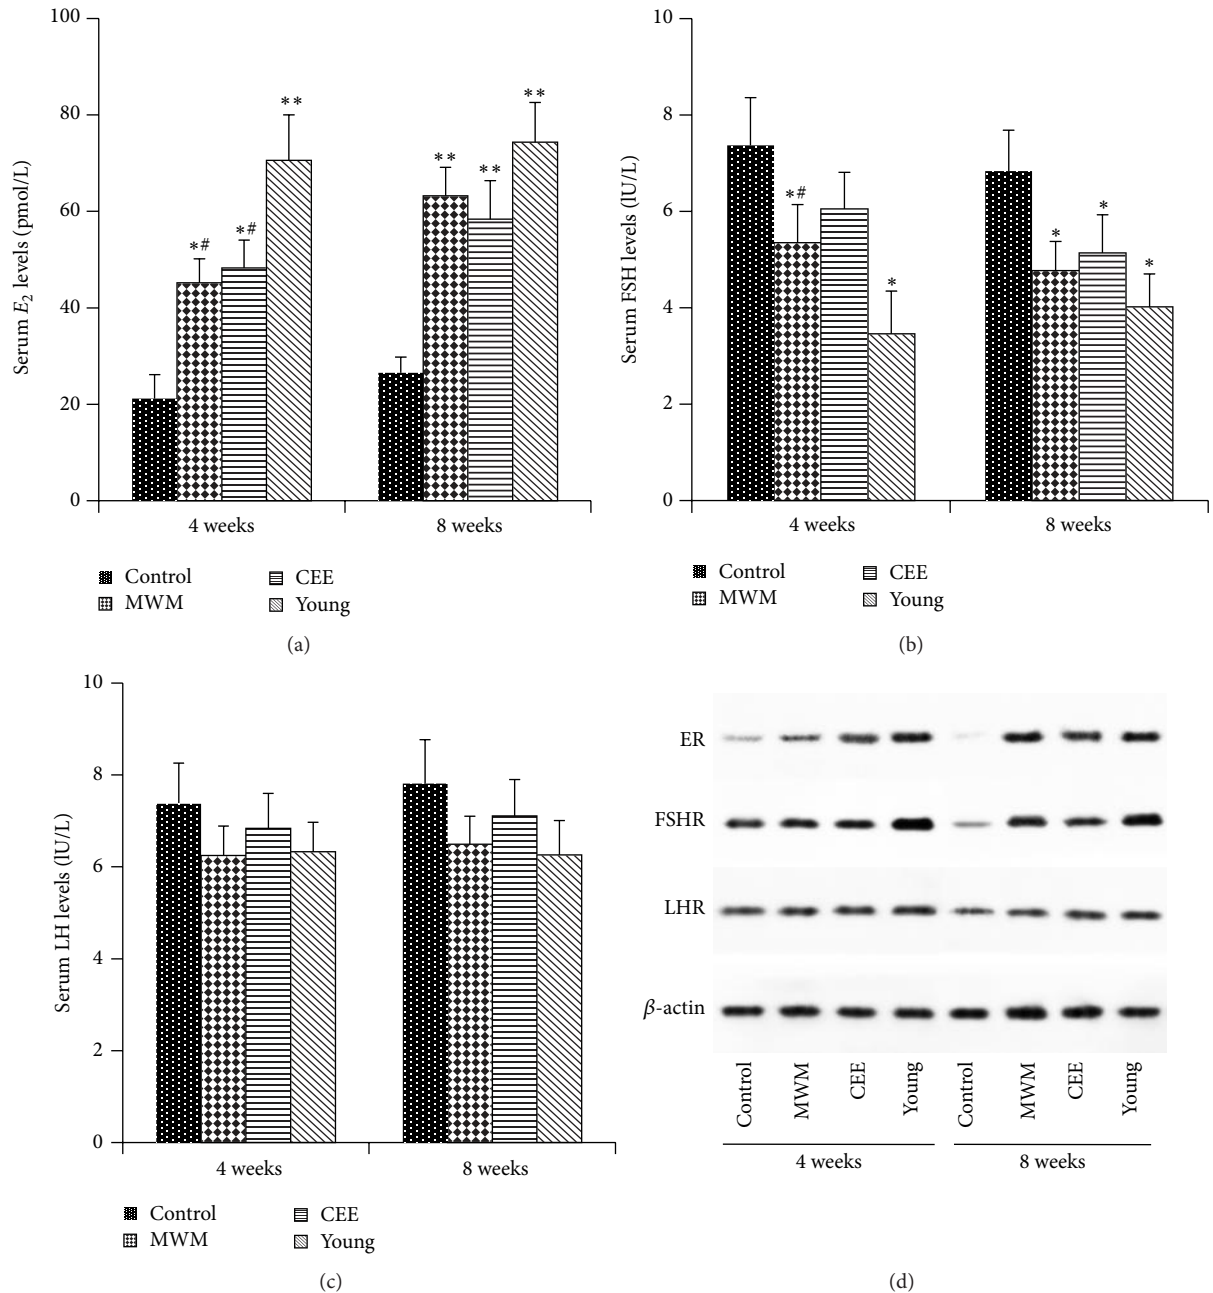 100
80
60
40
20
0
Serum E₂ levels (pmol/L)
**
*#
*#
**
**
**
4 weeks
8 weeks
Control
CEE
MWM
Young
(a)
10
8
6
4
2
0
Serum FSH levels (IU/L)
*#
*
*
*
*
4 weeks
8 weeks
Control
CEE
MWM
Young
(b)
10
8
6
4
2
0
Serum LH levels (IU/L)
4 weeks
8 weeks
Control
CEE
MWM
Young
(c)
ER
FSHR
LHR
β-actin
Control
MWM
CEE
Young
Control
MWM
CEE
Young
4 weeks
8 weeks
(d)